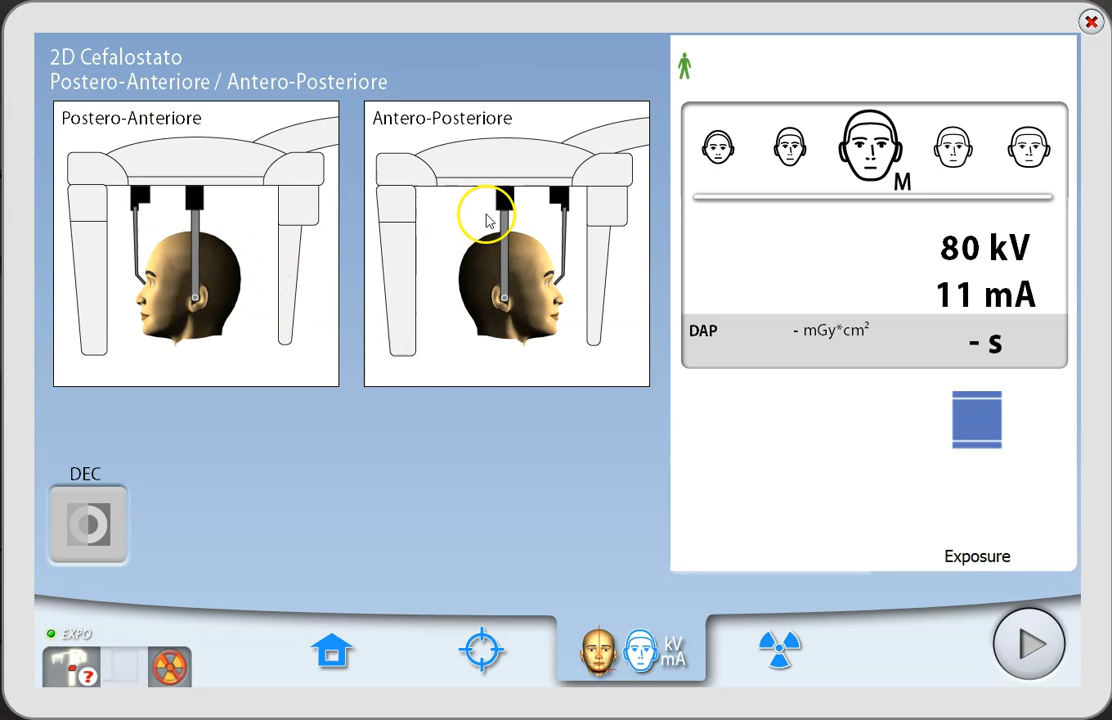 2D Cefalostato
Postero-Anteriore / Antero-Posteriore
Postero-Anteriore
Antero-Posteriore
M
80 kV
11 mA
DAP - mGy*cm²
- s
DEC
Exposure
EXPO
?
kV
mA